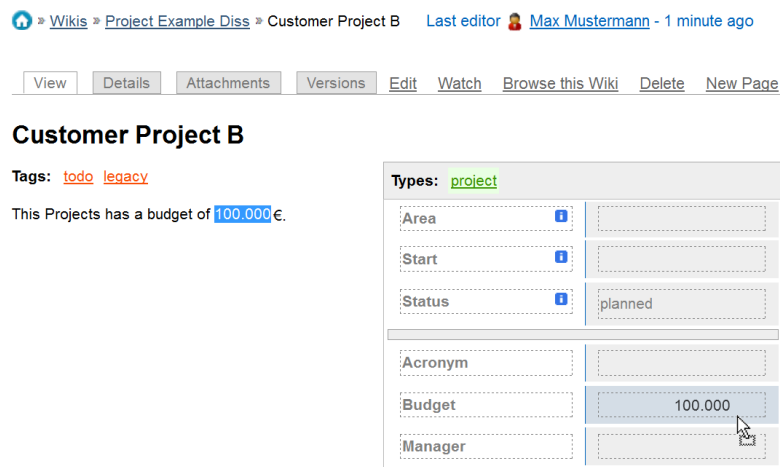 » Wikis » Project Example Diss » Customer Project B Last editor Max Mustermann - 1 minute ago
View Details Attachments Versions Edit Watch Browse this Wiki Delete New Page
Customer Project B
Tags: todo legacy
This Projects has a budget of 100.000 €.
Types: project
Area i
Start i
Status i planned
Acronym
Budget 100.000
Manager